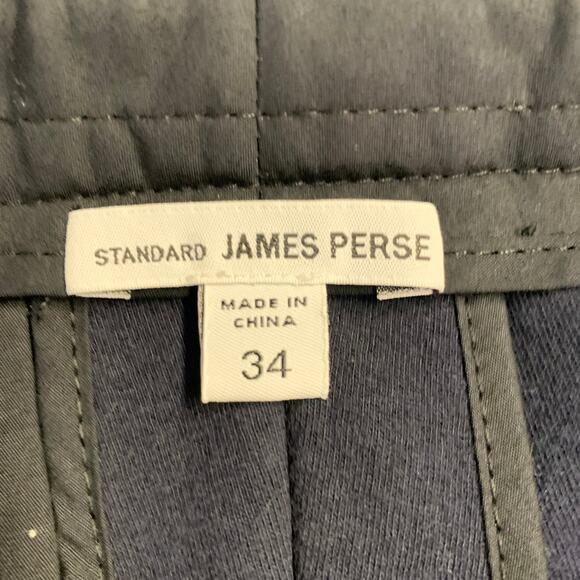 STANDARD JAMES PERSE
MADE IN
CHINA
34